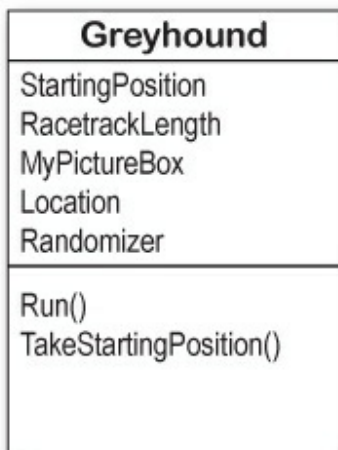 Greyhound
StartingPosition
RacetrackLength
MyPictureBox
Location
Randomizer
Run()
TakeStartingPosition()